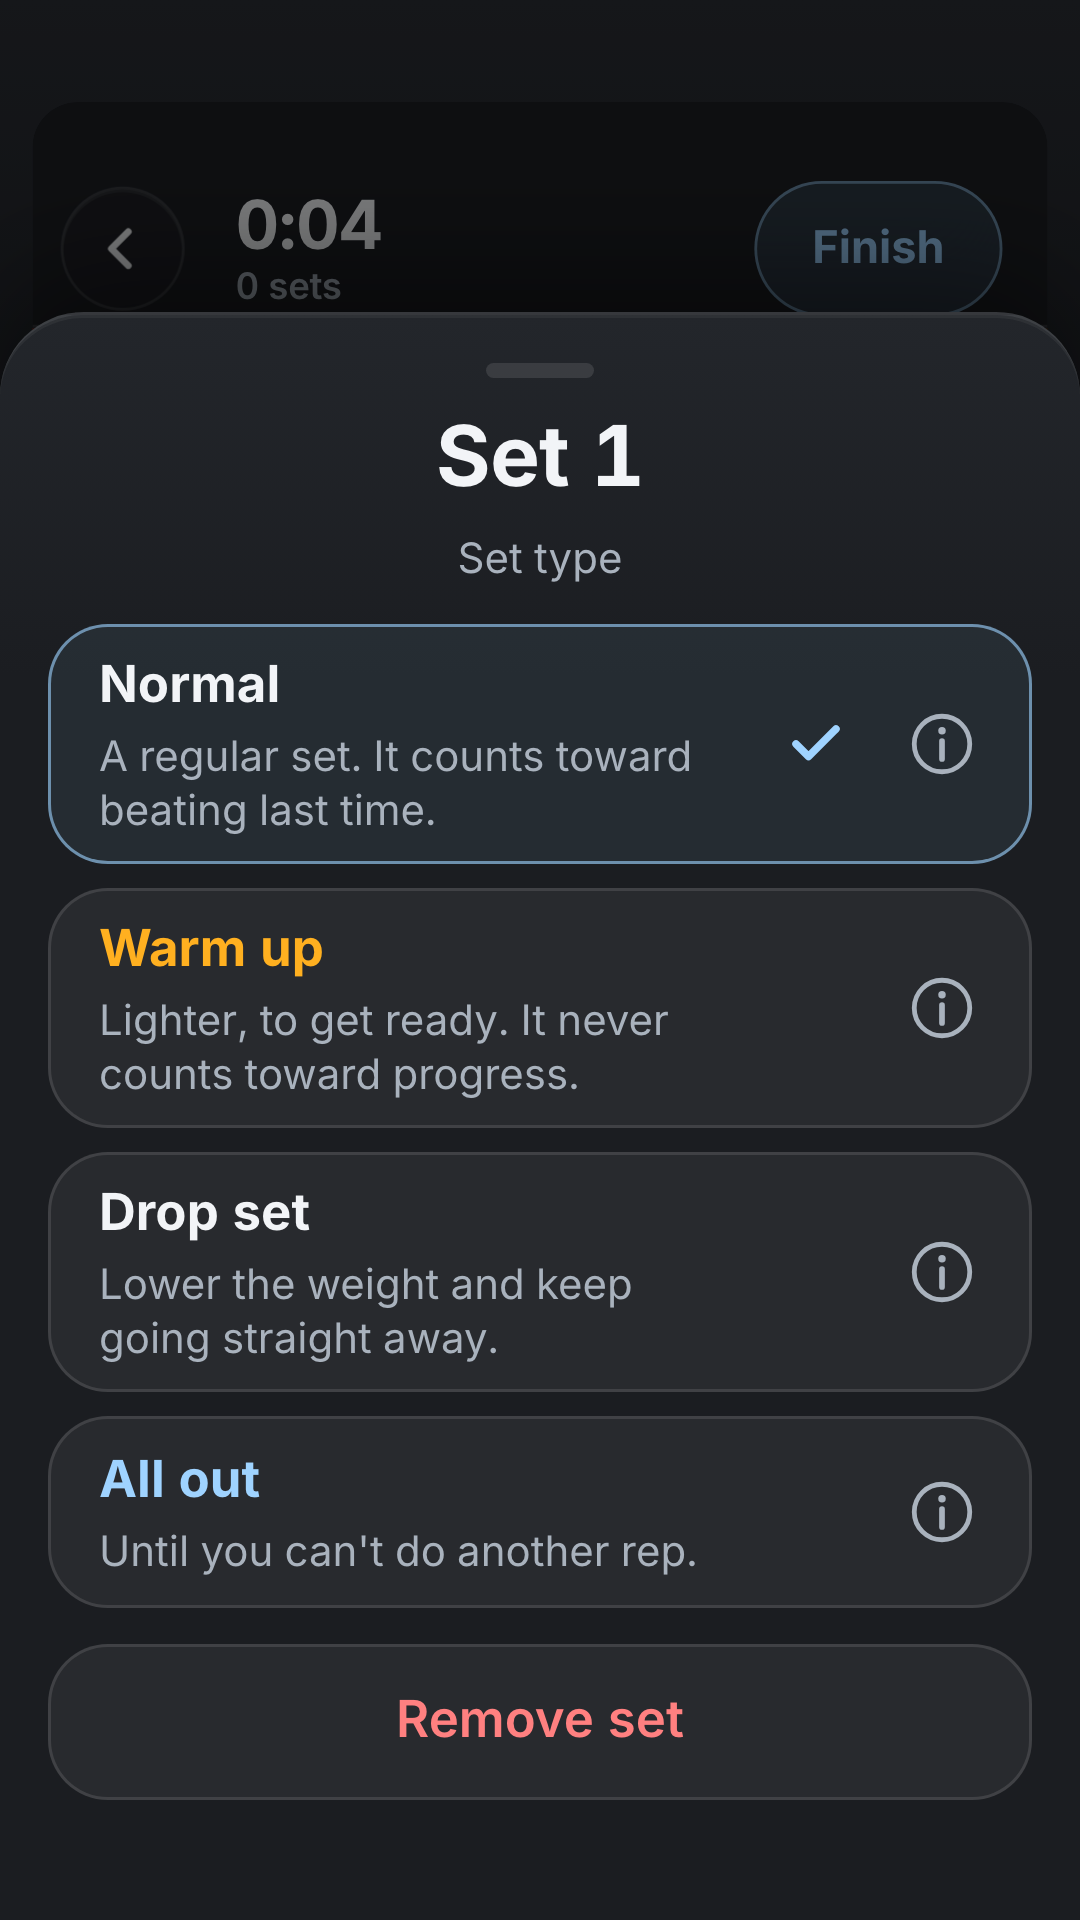 0:04
0 sets
Finish
Set 1
Set type
Normal
A regular set. It counts toward
beating last time.
Warm up
Lighter, to get ready. It never
counts toward progress.
Drop set
Lower the weight and keep
going straight away.
All out
Until you can't do another rep.
Remove set